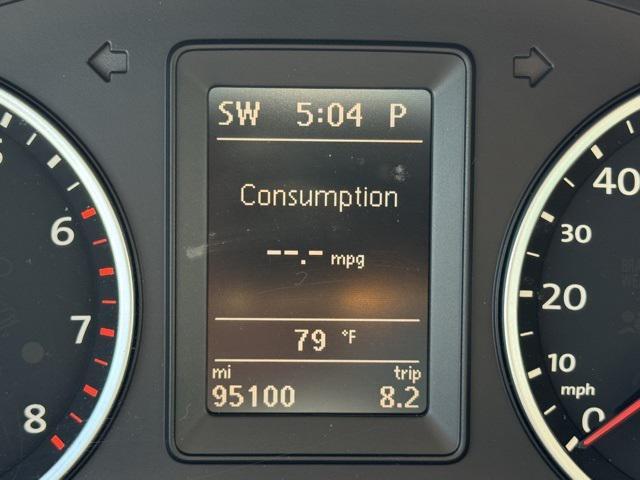 SW 5:04 P
Consumption
--.- mpg
79 °F
mi trip
95100 8.2
6
7
8
40
30
20
10
mph
0